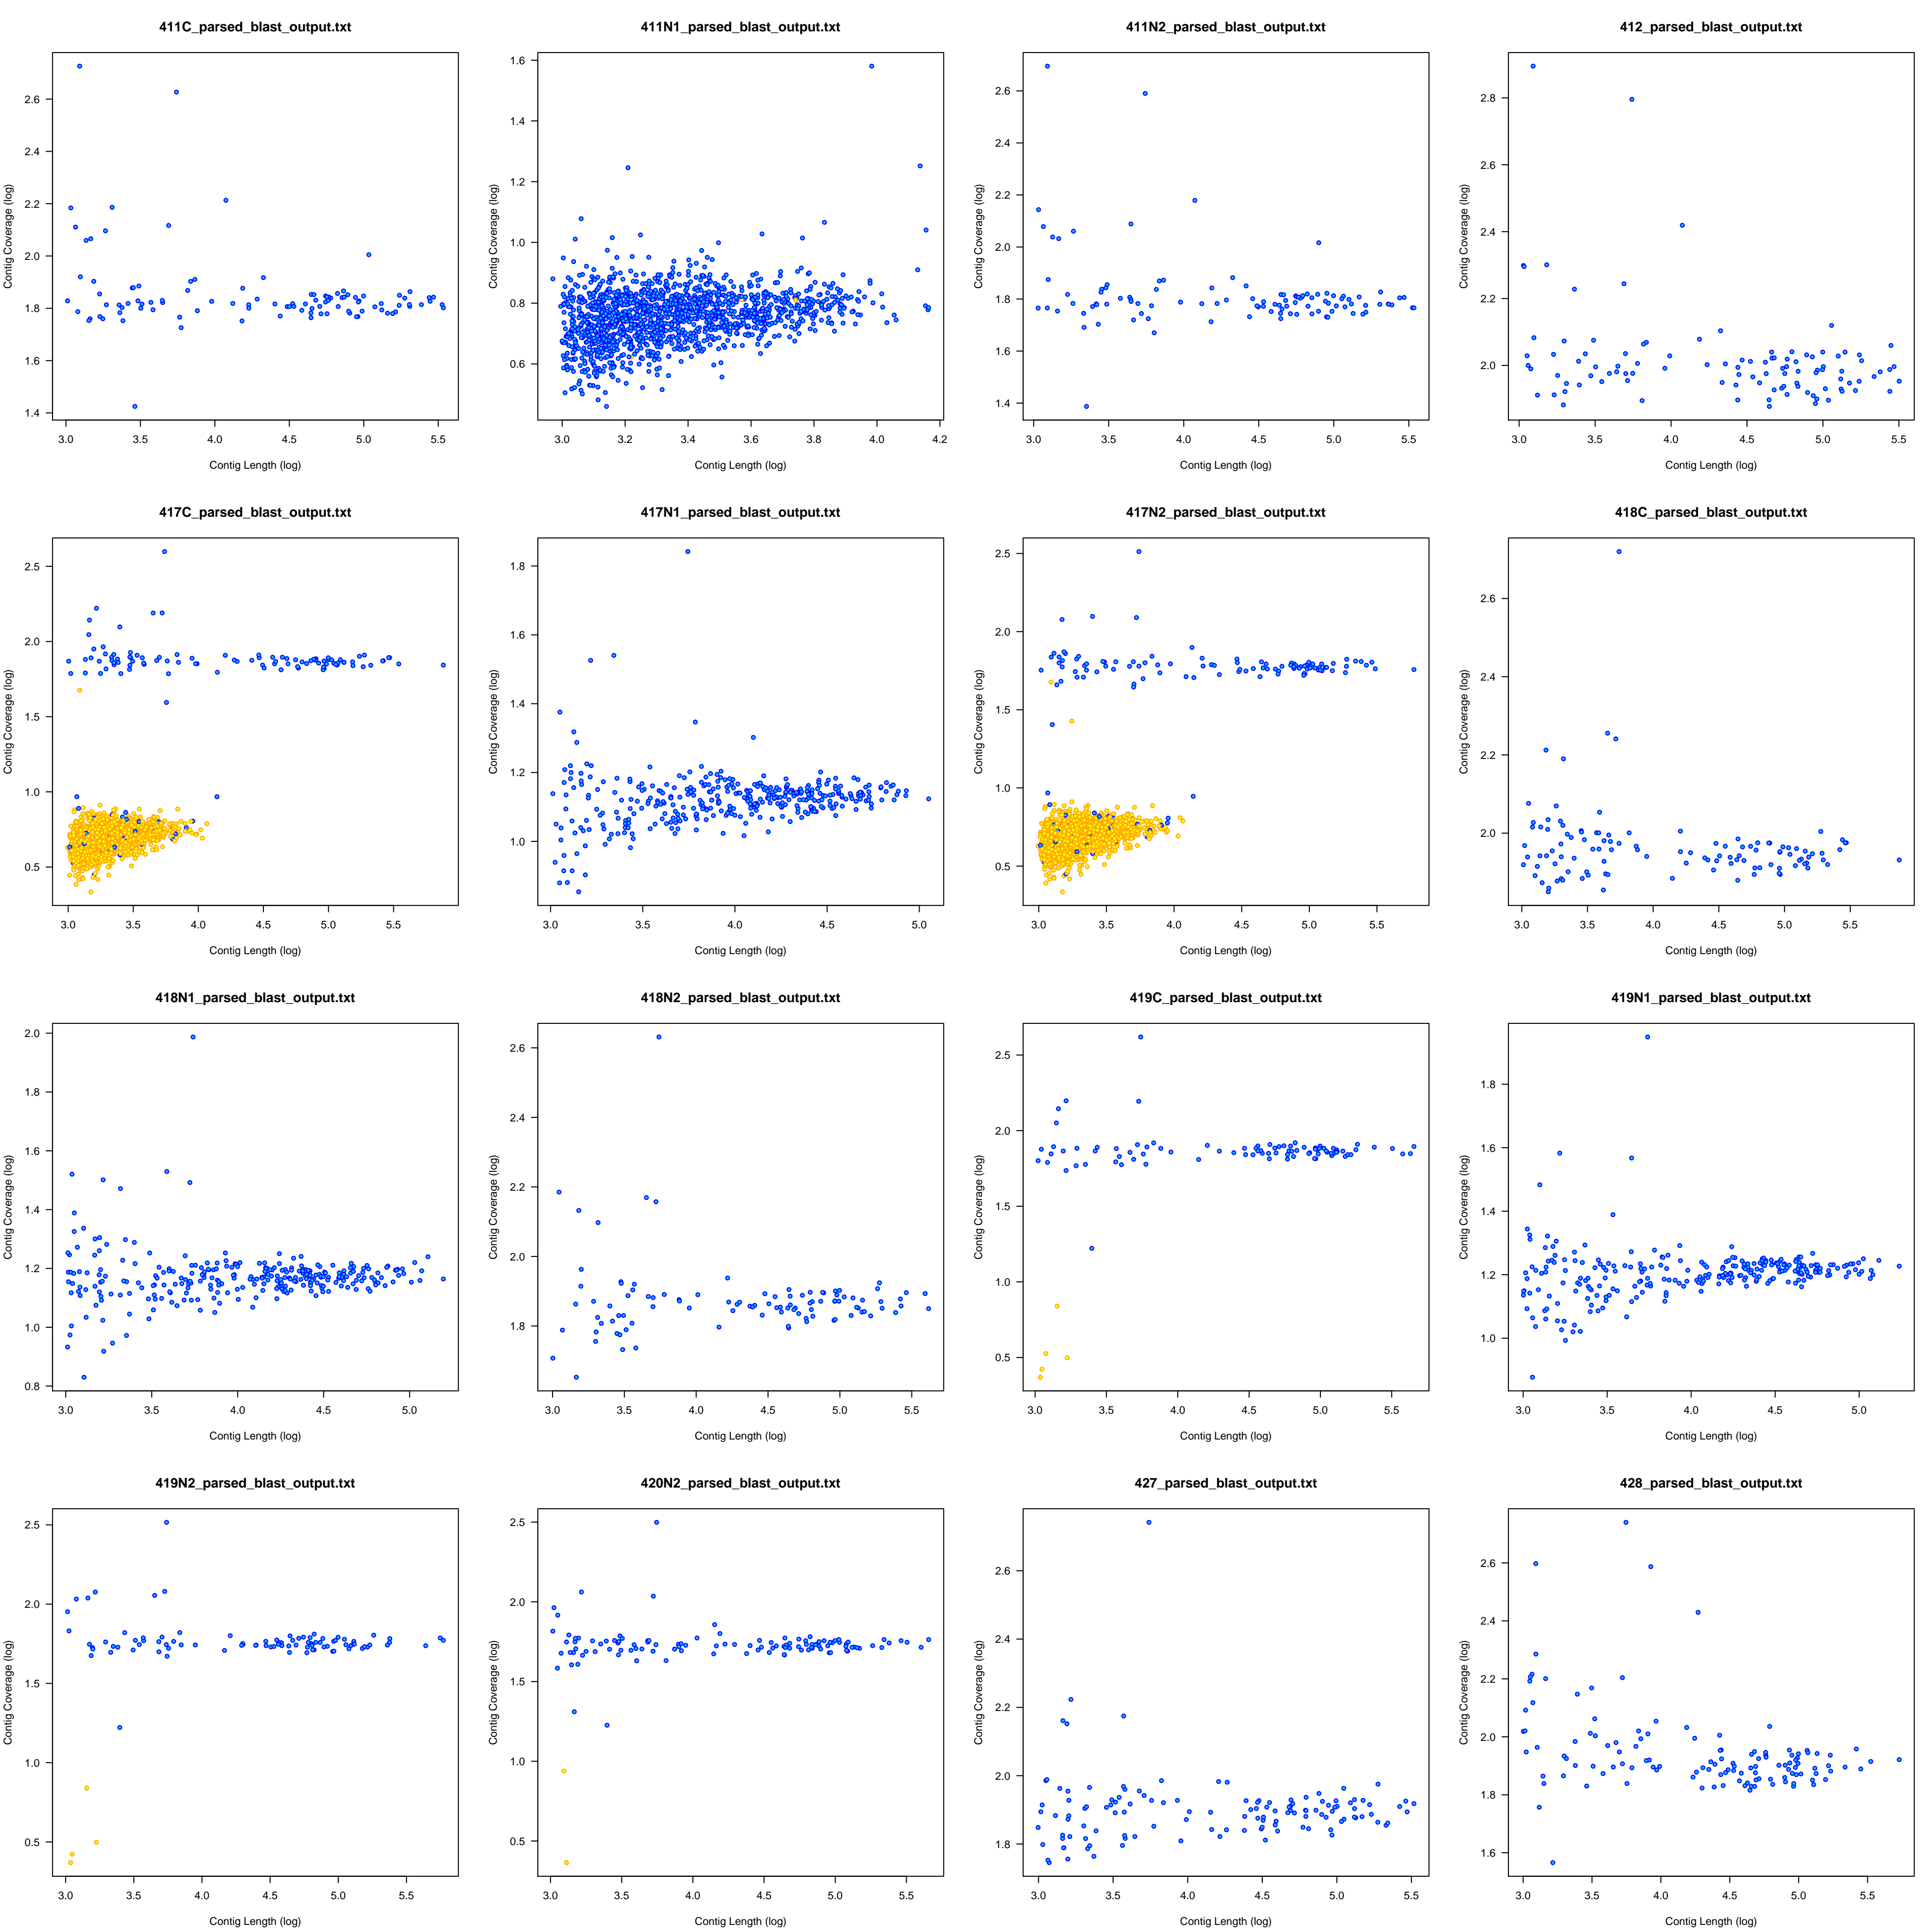 411C_parsed_blast_output.txt
Contig Coverage (log)
2.6
2.4
2.2
2.0
1.8
1.6
1.4
3.0 3.5 4.0 4.5 5.0 5.5
Contig Length (log)
411N1_parsed_blast_output.txt
Contig Coverage (log)
1.6
1.4
1.2
1.0
0.8
0.6
3.0 3.2 3.4 3.6 3.8 4.0 4.2
Contig Length (log)
411N2_parsed_blast_output.txt
Contig Coverage (log)
2.6
2.4
2.2
2.0
1.8
1.6
1.4
3.0 3.5 4.0 4.5 5.0 5.5
Contig Length (log)
412_parsed_blast_output.txt
Contig Coverage (log)
2.8
2.6
2.4
2.2
2.0
3.0 3.5 4.0 4.5 5.0 5.5
Contig Length (log)
417C_parsed_blast_output.txt
Contig Coverage (log)
2.5
2.0
1.5
1.0
0.5
3.0 3.5 4.0 4.5 5.0 5.5
Contig Length (log)
417N1_parsed_blast_output.txt
Contig Coverage (log)
1.8
1.6
1.4
1.2
1.0
3.0 3.5 4.0 4.5 5.0
Contig Length (log)
417N2_parsed_blast_output.txt
Contig Coverage (log)
2.5
2.0
1.5
1.0
0.5
3.0 3.5 4.0 4.5 5.0 5.5
Contig Length (log)
418C_parsed_blast_output.txt
Contig Coverage (log)
2.6
2.4
2.2
2.0
3.0 3.5 4.0 4.5 5.0 5.5
Contig Length (log)
418N1_parsed_blast_output.txt
Contig Coverage (log)
2.0
1.8
1.6
1.4
1.2
1.0
0.8
3.0 3.5 4.0 4.5 5.0
Contig Length (log)
418N2_parsed_blast_output.txt
Contig Coverage (log)
2.6
2.4
2.2
2.0
1.8
3.0 3.5 4.0 4.5 5.0 5.5
Contig Length (log)
419C_parsed_blast_output.txt
Contig Coverage (log)
2.5
2.0
1.5
1.0
0.5
3.0 3.5 4.0 4.5 5.0 5.5
Contig Length (log)
419N1_parsed_blast_output.txt
Contig Coverage (log)
1.8
1.6
1.4
1.2
1.0
3.0 3.5 4.0 4.5 5.0
Contig Length (log)
419N2_parsed_blast_output.txt
Contig Coverage (log)
2.5
2.0
1.5
1.0
0.5
3.0 3.5 4.0 4.5 5.0 5.5
Contig Length (log)
420N2_parsed_blast_output.txt
Contig Coverage (log)
2.5
2.0
1.5
1.0
0.5
3.0 3.5 4.0 4.5 5.0 5.5
Contig Length (log)
427_parsed_blast_output.txt
Contig Coverage (log)
2.6
2.4
2.2
2.0
1.8
3.0 3.5 4.0 4.5 5.0 5.5
Contig Length (log)
428_parsed_blast_output.txt
Contig Coverage (log)
2.6
2.4
2.2
2.0
1.8
1.6
3.0 3.5 4.0 4.5 5.0 5.5
Contig Length (log)